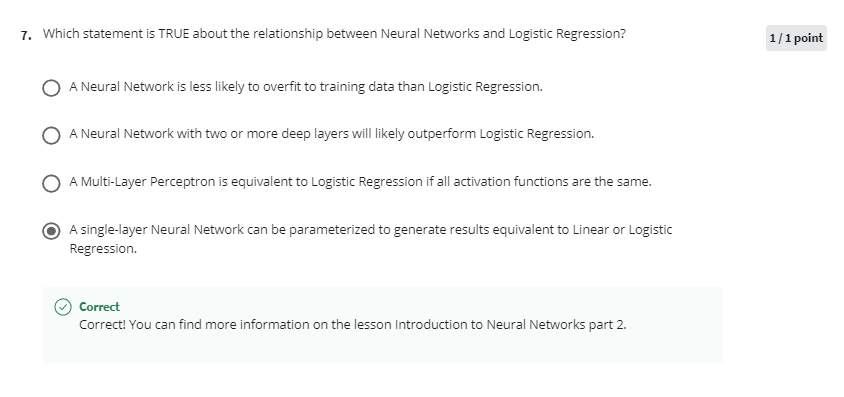 7. Which statement is TRUE about the relationship between Neural Networks and Logistic Regression?
1 / 1 point
A Neural Network is less likely to overfit to training data than Logistic Regression.
A Neural Network with two or more deep layers will likely outperform Logistic Regression.
A Multi-Layer Perceptron is equivalent to Logistic Regression if all activation functions are the same.
A single-layer Neural Network can be parameterized to generate results equivalent to Linear or Logistic
Regression.
Correct
Correct! You can find more information on the lesson Introduction to Neural Networks part 2.